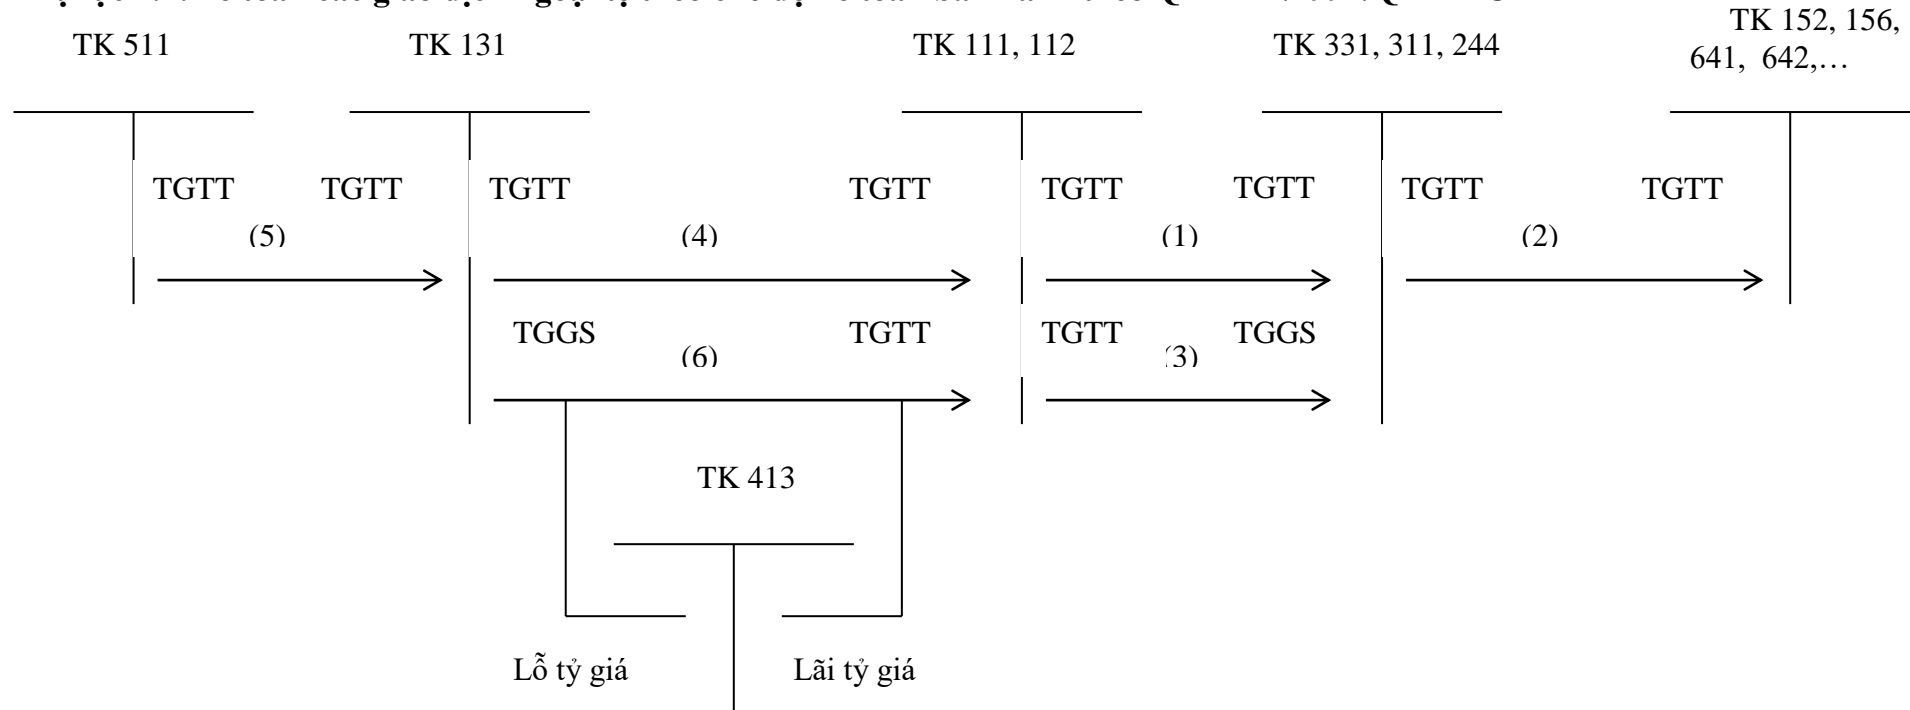 TK 511 TK 131 TK 111, 112 TK 331, 311, 244 TK 152, 156,
641, 642,…
TGTT TGTT TGTT TGTT TGTT TGTT TGTT TGTT
(5) (4) (1) (2)
TGGS TGTT TGTT TGGS
(6) (3)
TK 413
Lỗ tỷ giá Lãi tỷ giá